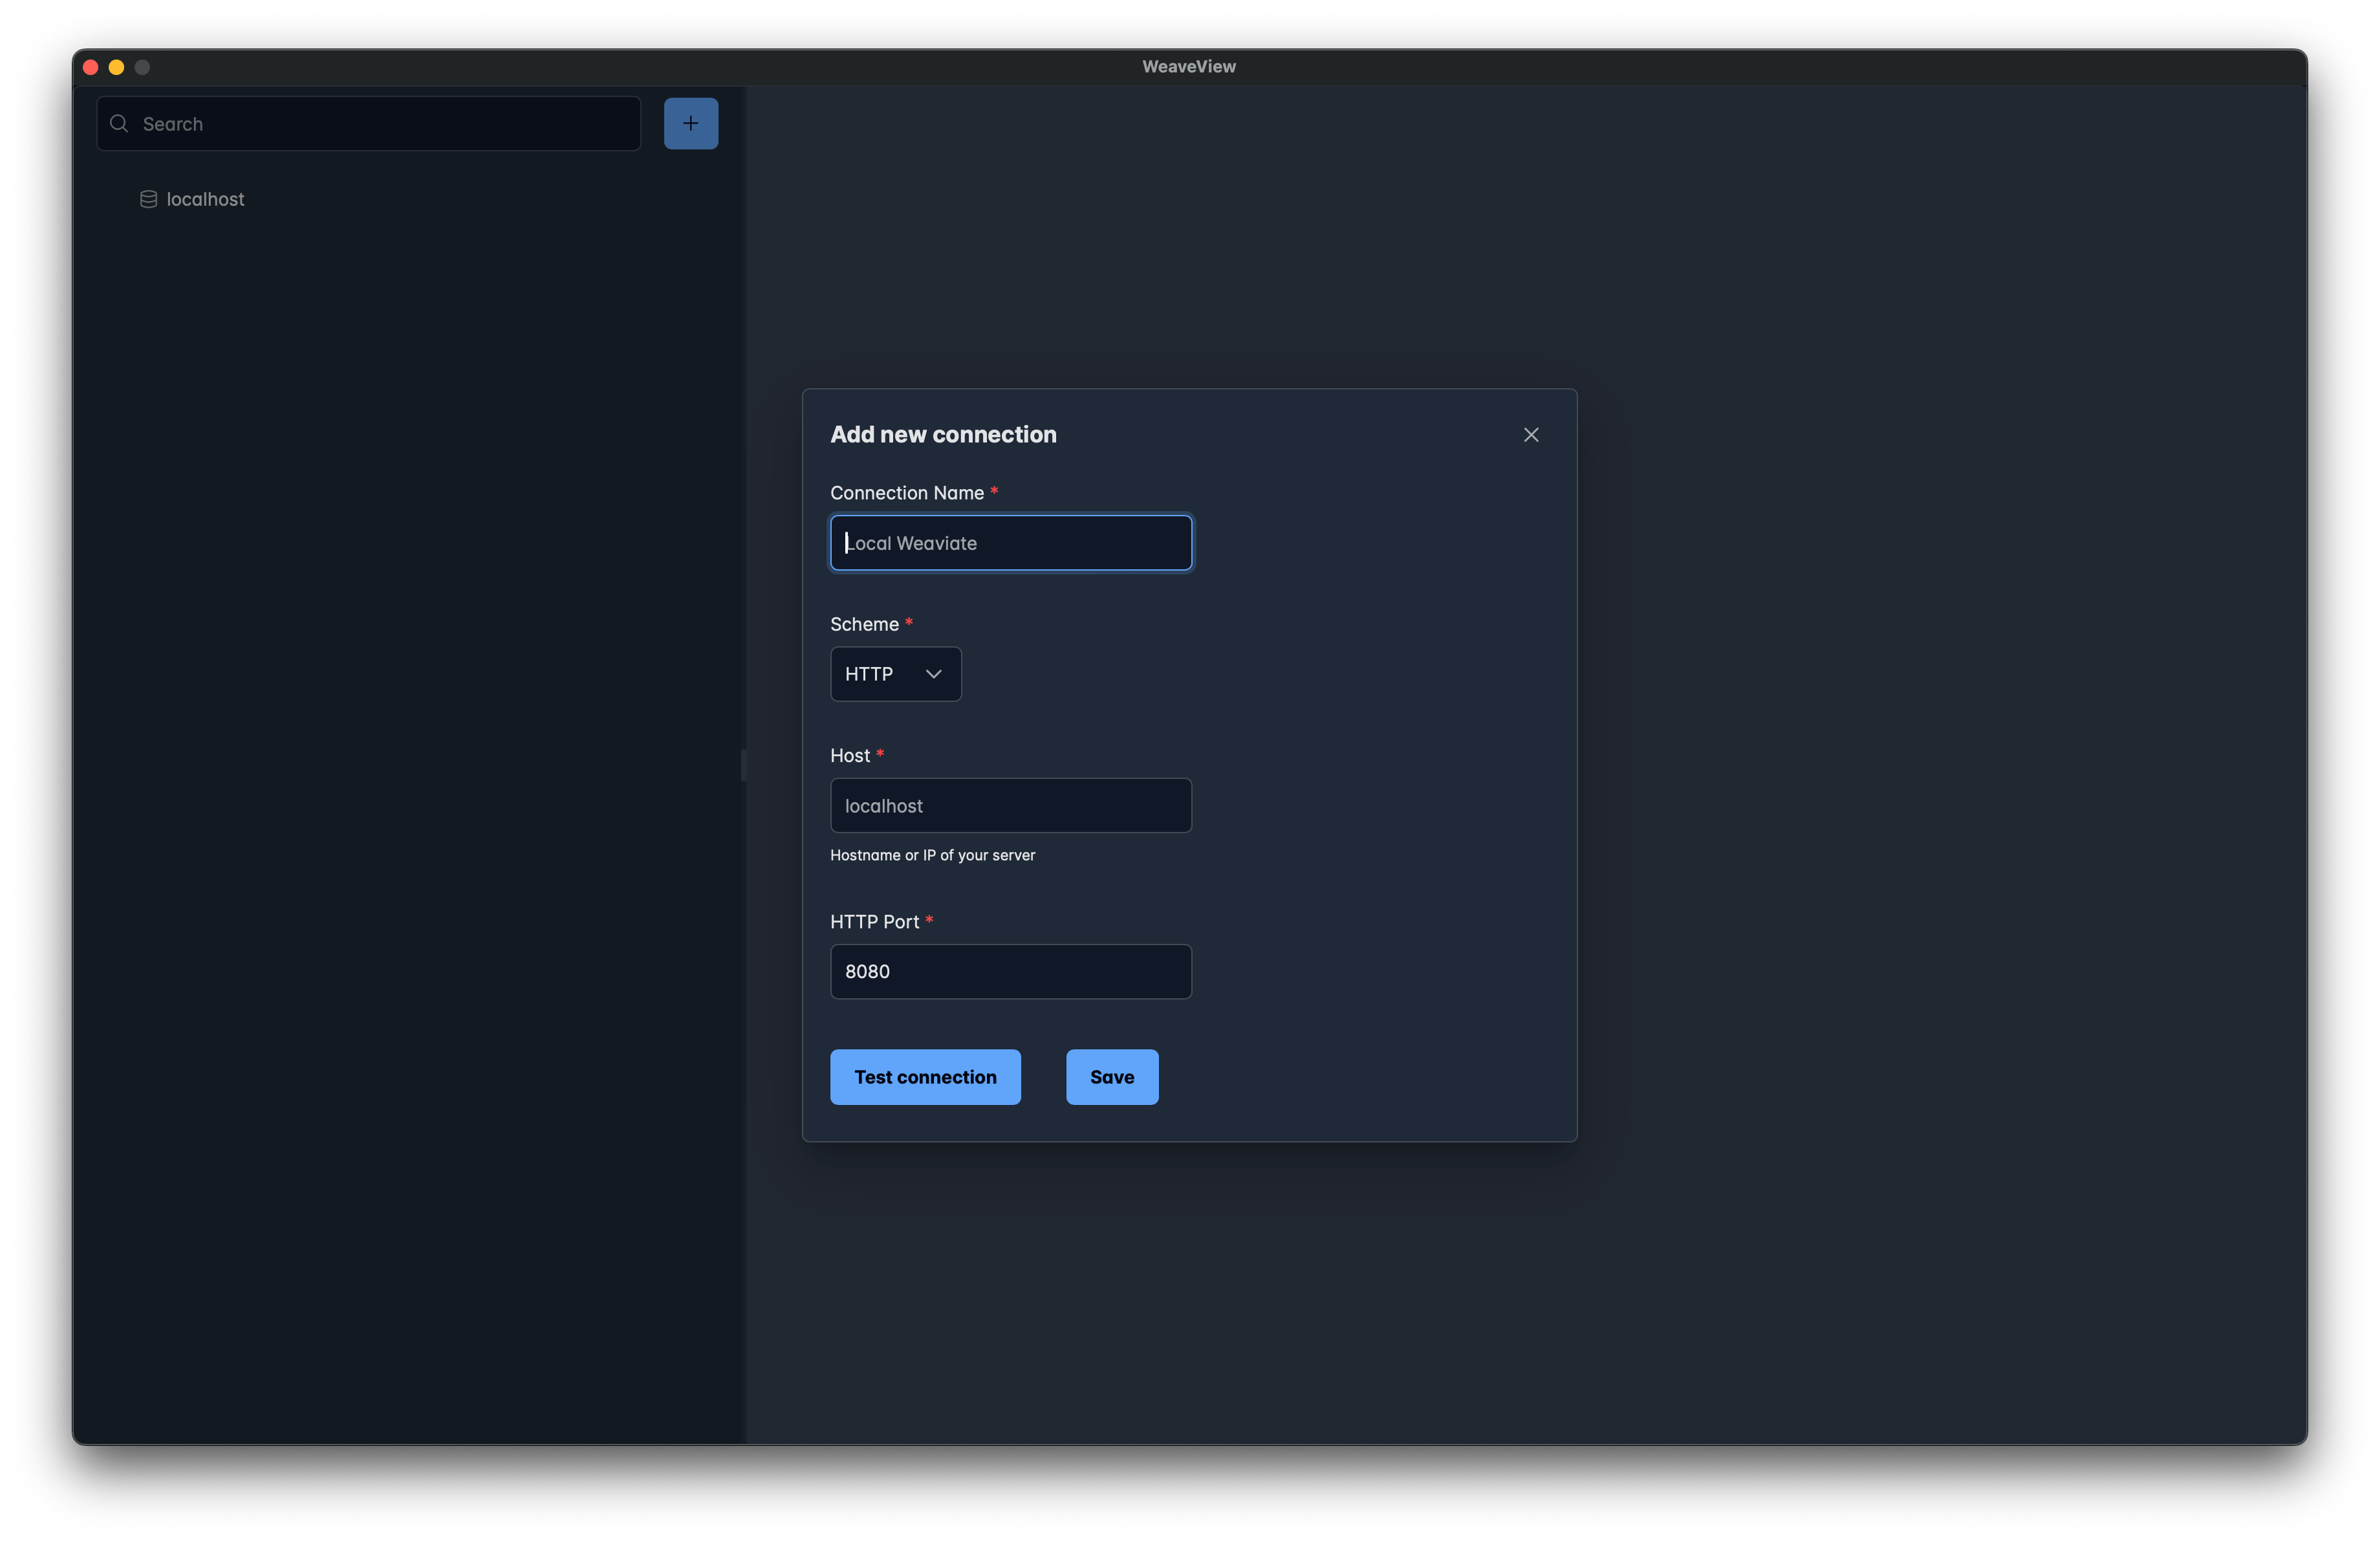 WeaveView
Search
+
localhost
Add new connection
Connection Name *
Local Weaviate
Scheme *
HTTP
Host *
localhost
Hostname or IP of your server
HTTP Port *
8080
Test connection
Save